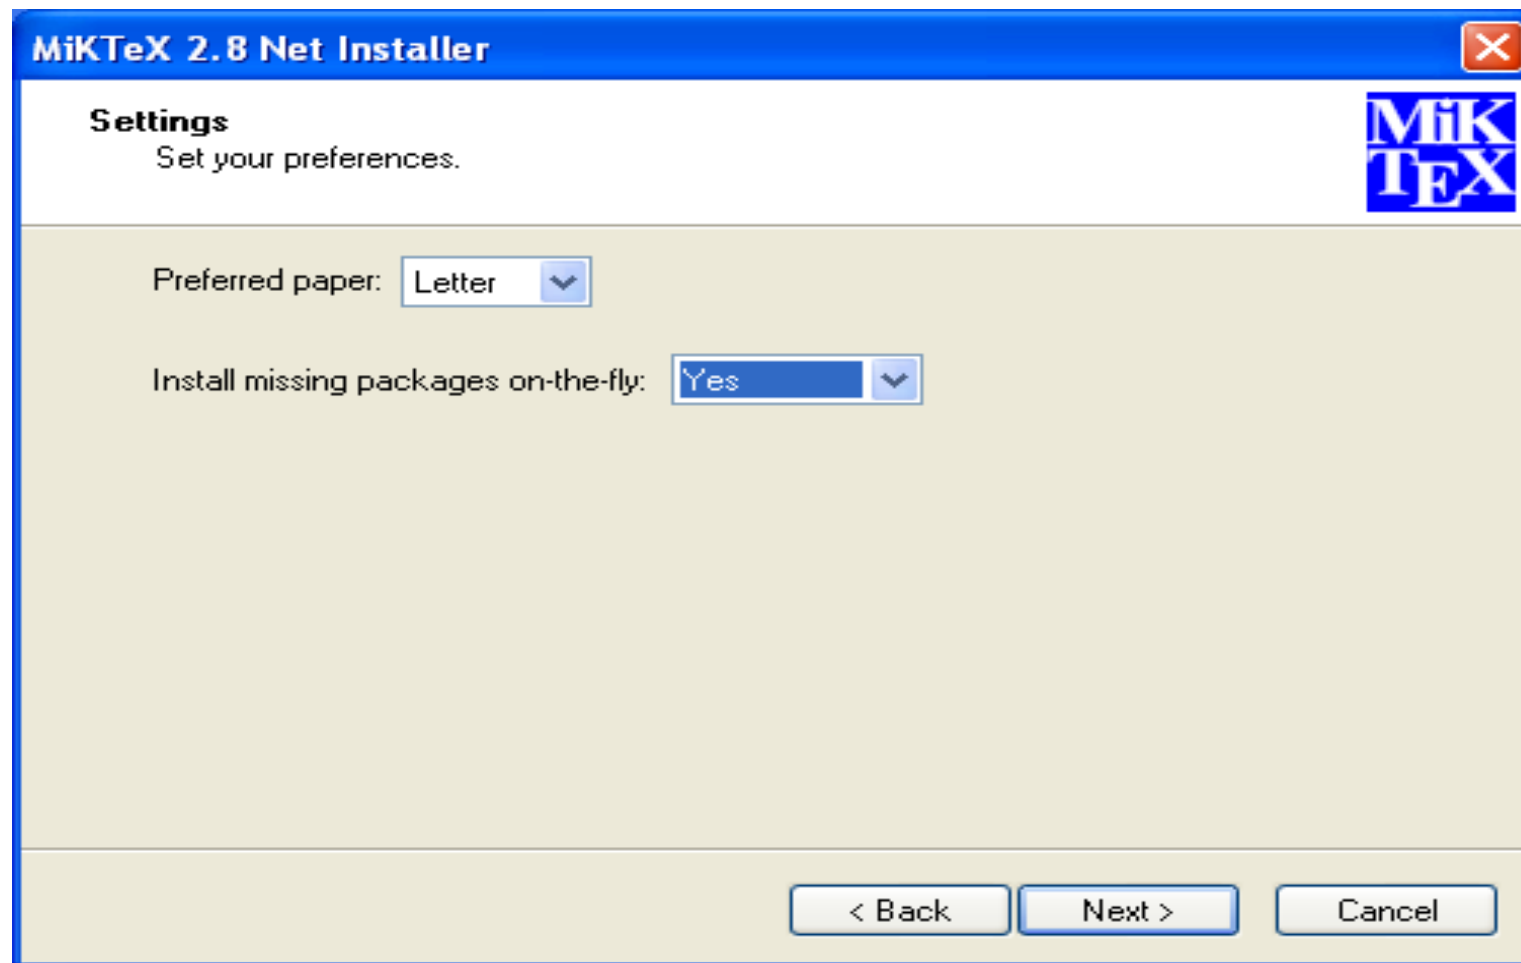 MiKTeX 2.8 Net Installer
Settings
Set your preferences.
MiK
TEX
Preferred paper: Letter
Install missing packages on-the-fly: Yes
< Back Next > Cancel